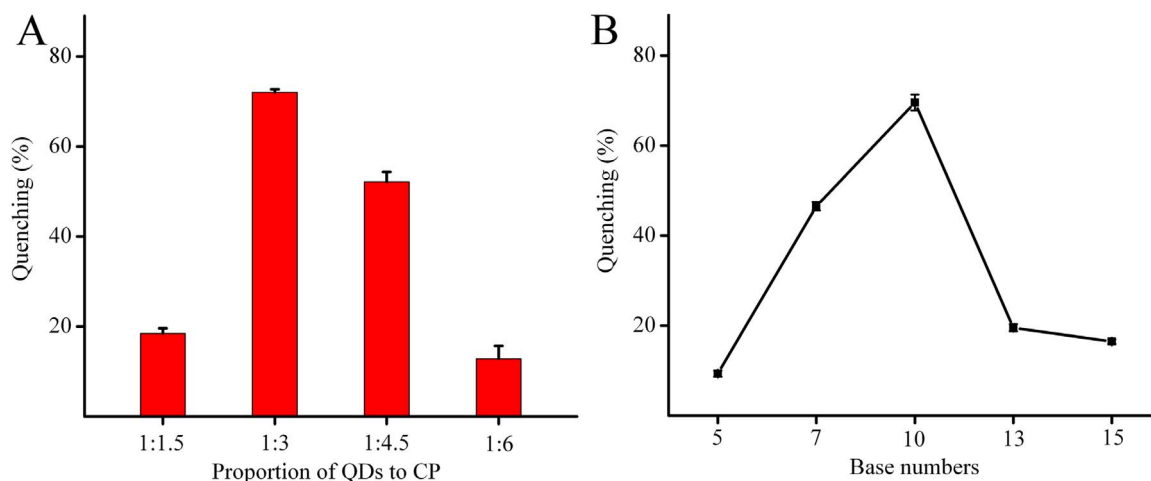 A
Quenching (%)
80
60
40
20
1:1.5 1:3 1:4.5 1:6
Proportion of QDs to CP
B
Quenching (%)
80
60
40
20
5 7 10 13 15
Base numbers